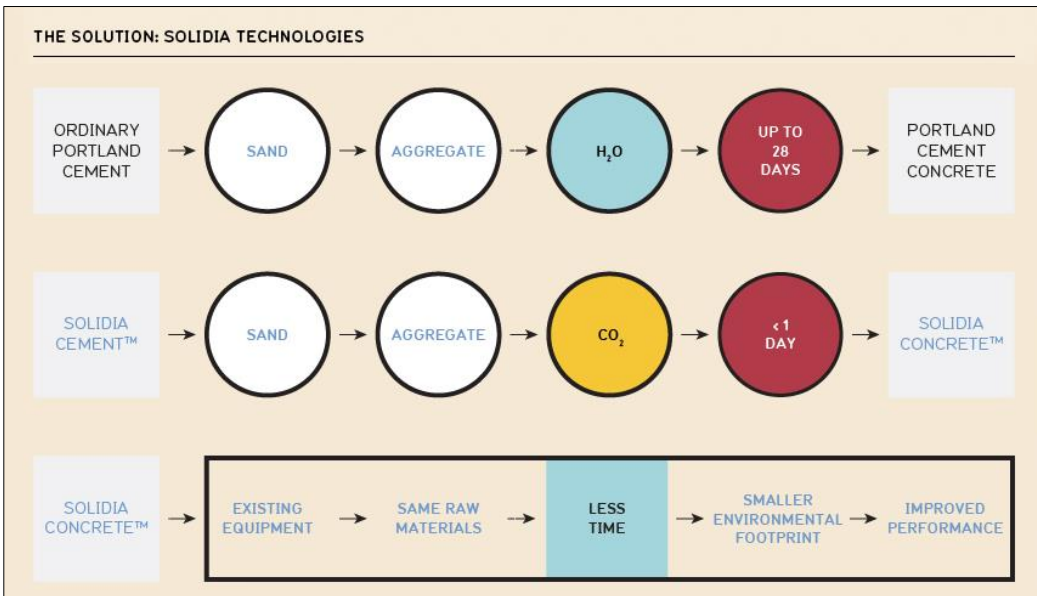 THE SOLUTION: SOLIDIA TECHNOLOGIES
ORDINARY
PORTLAND
CEMENT
SAND
AGGREGATE
H₂O
UP TO
28
DAYS
PORTLAND
CEMENT
CONCRETE
SOLIDIA
CEMENT™
SAND
AGGREGATE
CO₂
<1
DAY
SOLIDIA
CONCRETE™
SOLIDIA
CONCRETE™
EXISTING
EQUIPMENT
SAME RAW
MATERIALS
LESS
TIME
SMALLER
ENVIRONMENTAL
FOOTPRINT
IMPROVED
PERFORMANCE